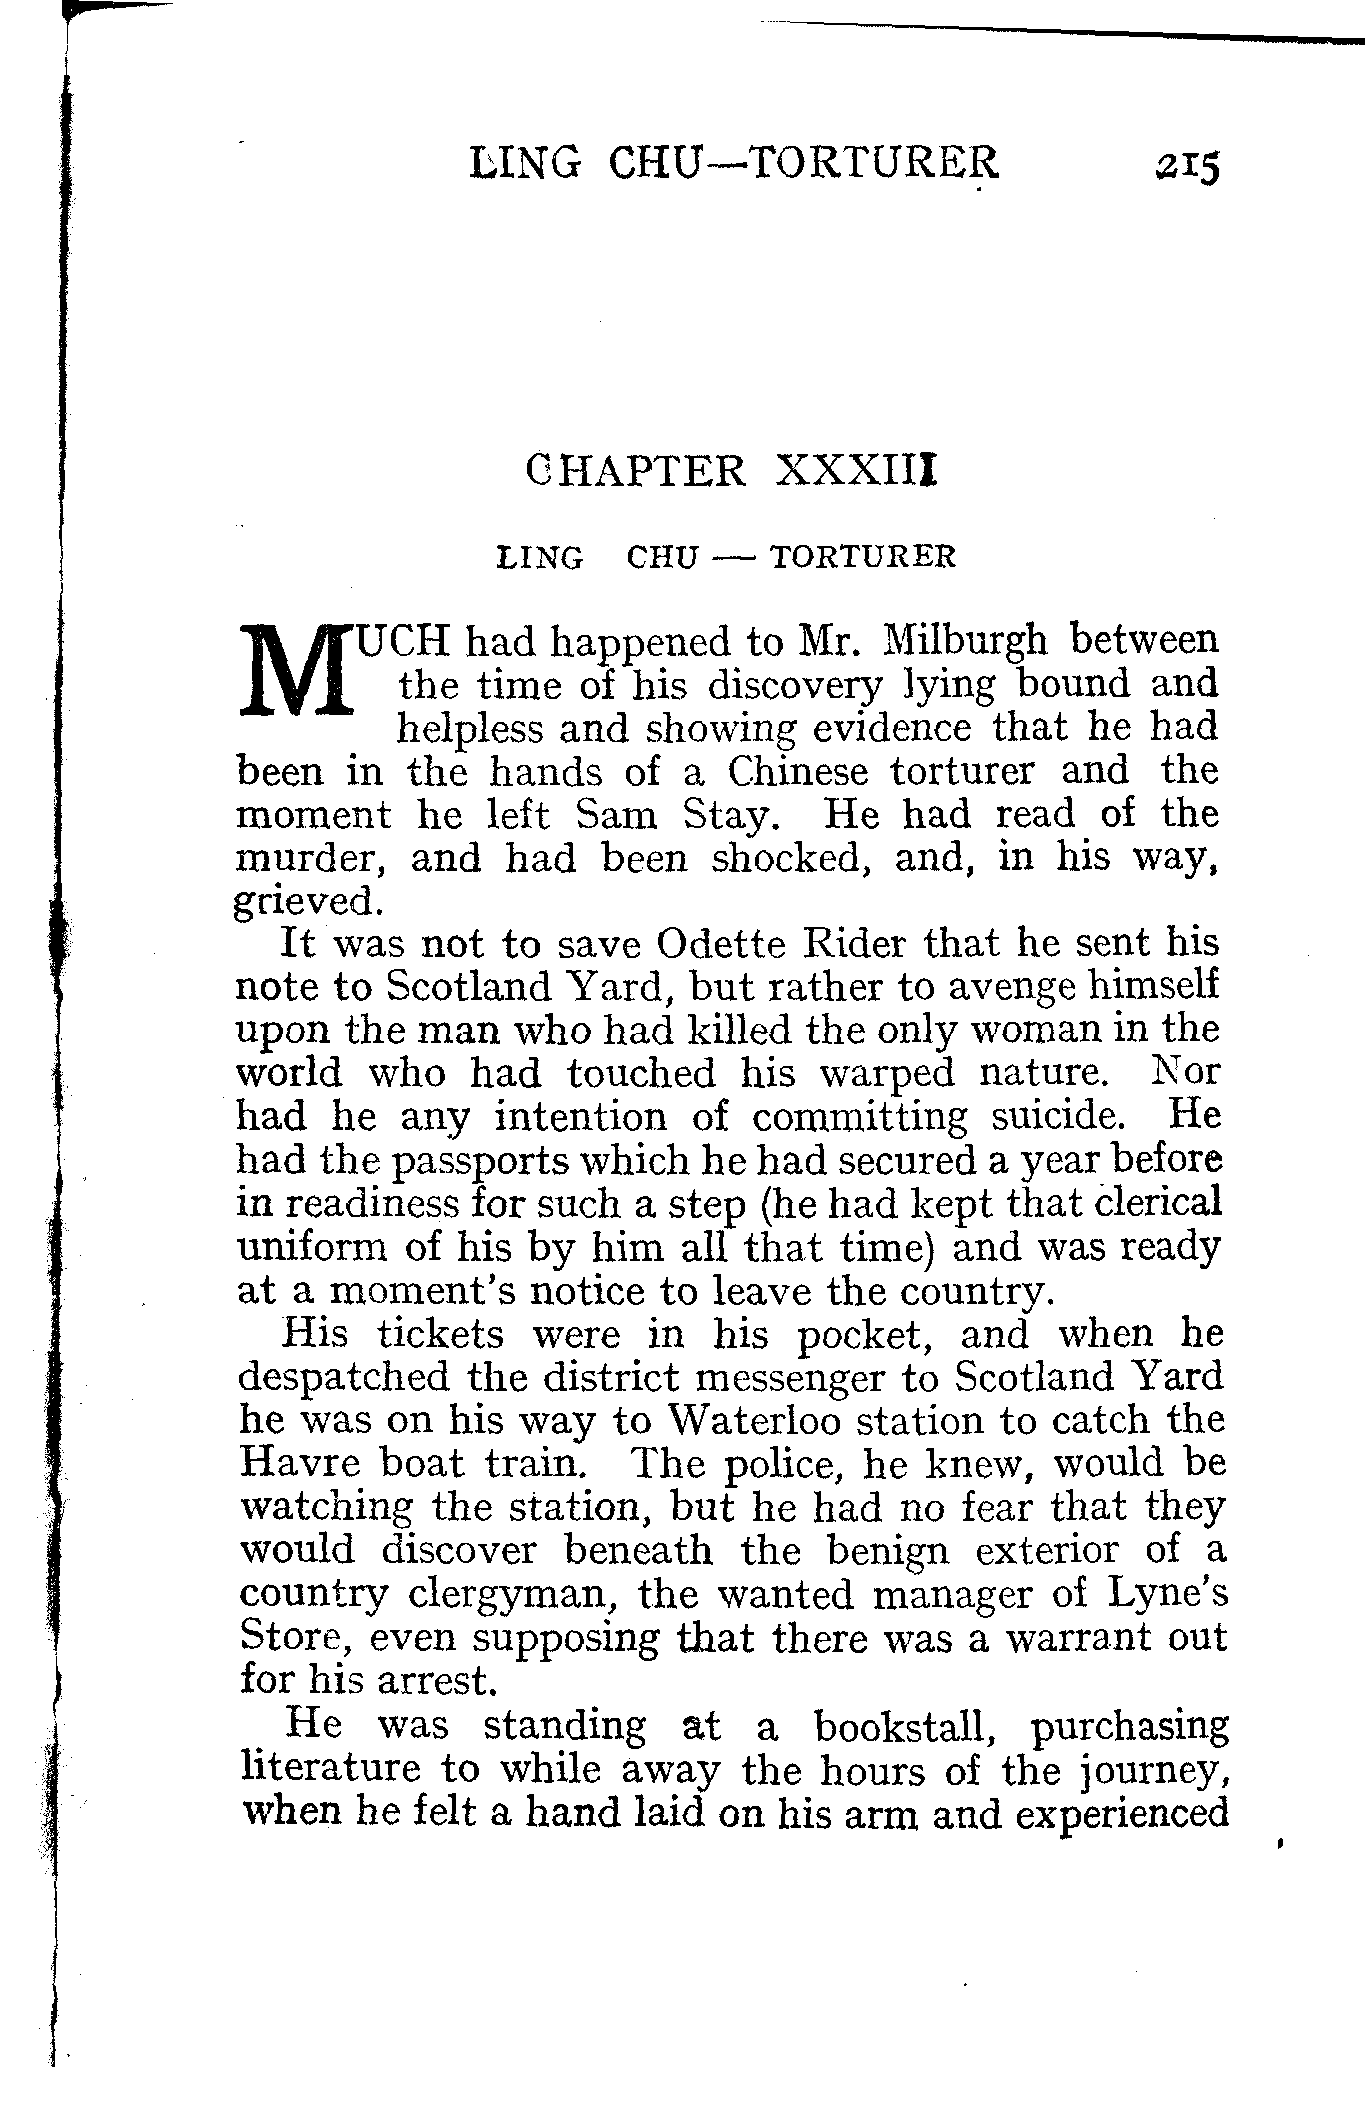 LING CHU—TORTURER 215
CHAPTER XXXIII
LING CHU — TORTURER
MUCH had happened to Mr. Milburgh between
the time of his discovery lying bound and
helpless and showing evidence that he had
been in the hands of a Chinese torturer and the
moment he left Sam Stay. He had read of the
murder, and had been shocked, and, in his way,
grieved.
It was not to save Odette Rider that he sent his
note to Scotland Yard, but rather to avenge himself
upon the man who had killed the only woman in the
world who had touched his warped nature. Nor
had he any intention of committing suicide. He
had the passports which he had secured a year before
in readiness for such a step (he had kept that clerical
uniform of his by him all that time) and was ready
at a moment's notice to leave the country.
His tickets were in his pocket, and when he
despatched the district messenger to Scotland Yard
he was on his way to Waterloo station to catch the
Havre boat train. The police, he knew, would be
watching the station, but he had no fear that they
would discover beneath the benign exterior of a
country clergyman, the wanted manager of Lyne's
Store, even supposing that there was a warrant out
for his arrest.
He was standing at a bookstall, purchasing
literature to while away the hours of the journey,
when he felt a hand laid on his arm and experienced